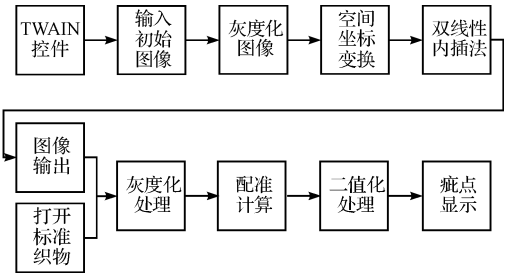 TWAIN
控件
输入
初始
图像
灰度化
图像
空间
坐标
变换
双线性
内插法
图像
输出
打开
标准
织物
灰度化
处理
配准
计算
二值化
处理
疵点
显示